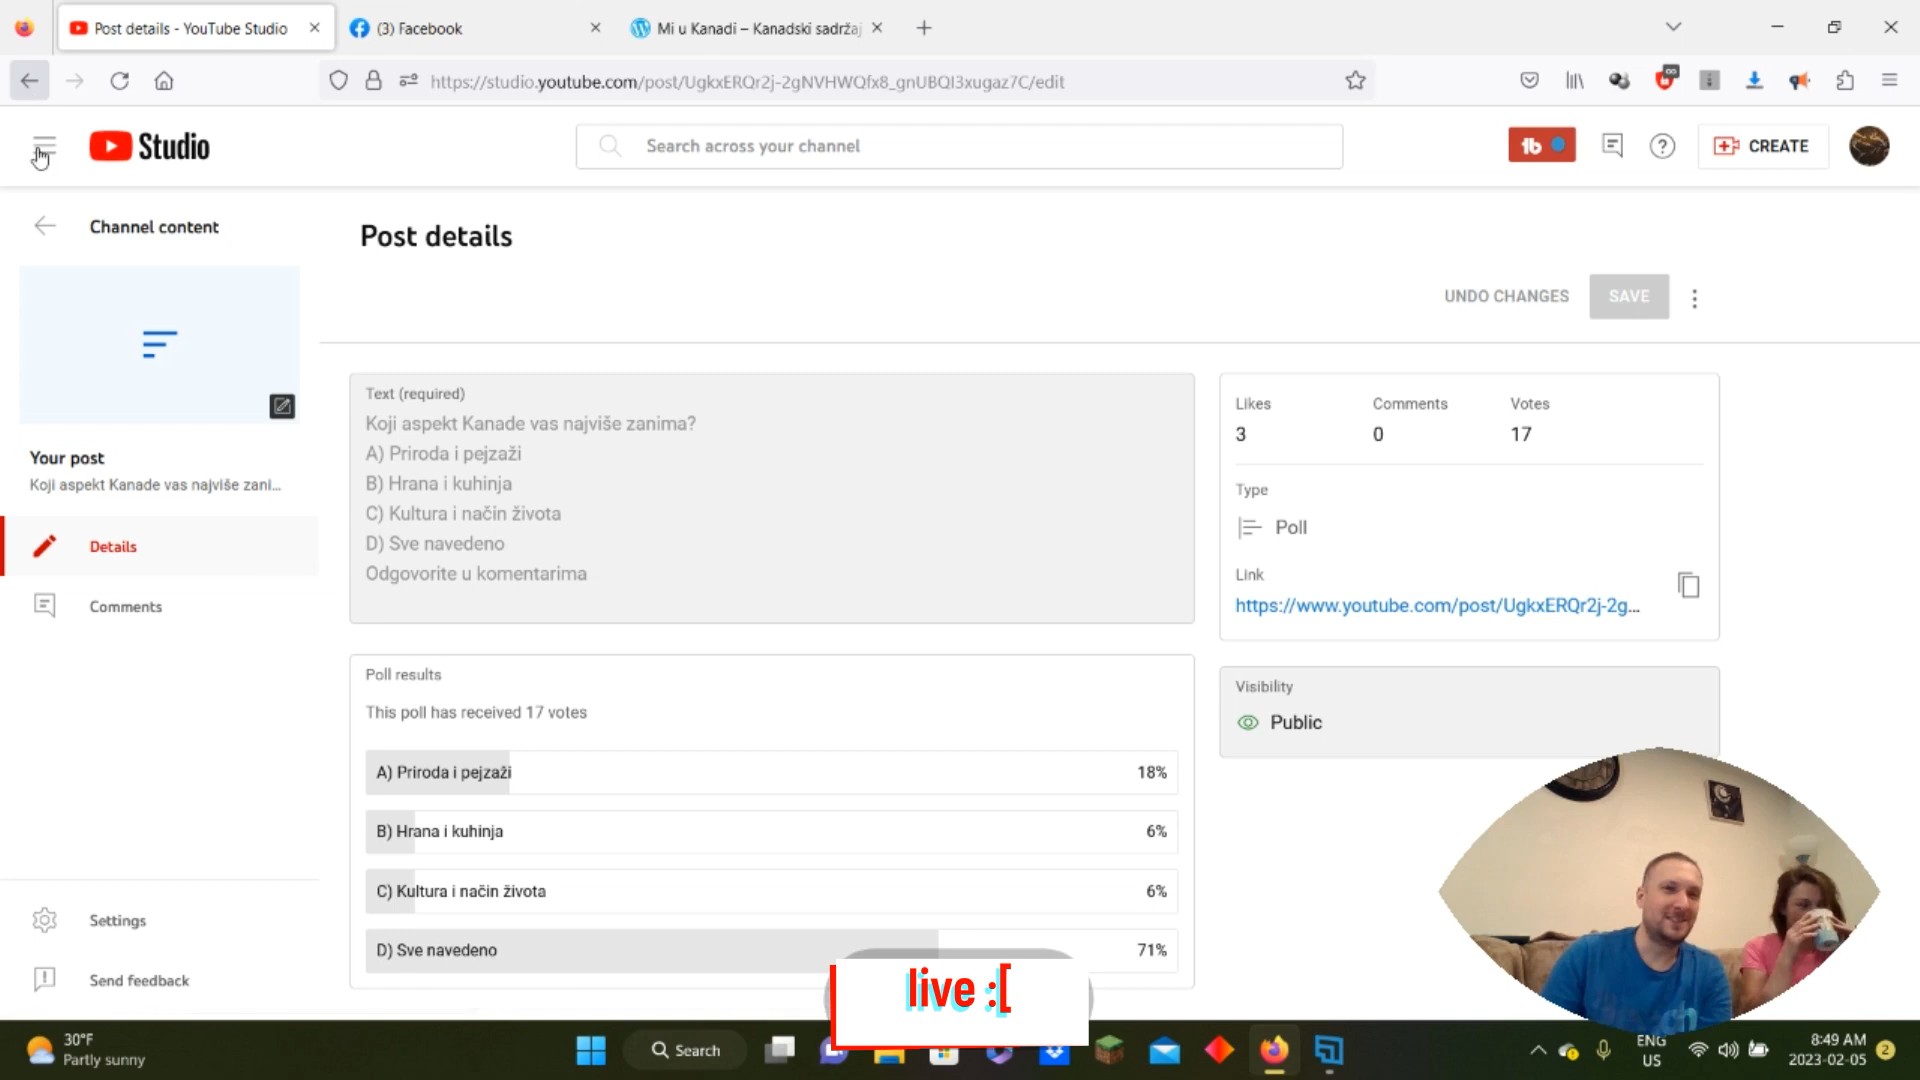 Post details - YouTube Studio
(3) Facebook
Mi u Kanadi – Kanadski sadržaj
https://studio.youtube.com/post/UgkxERQr2j-2gNVHWQfx8_gnUBQI3xugaz7C/edit
Studio
Search across your channel
CREATE
Channel content
Post details
UNDO CHANGES
SAVE
Your post
Koji aspekt Kanade vas najviše zani...
Details
Comments
Text (required)
Koji aspekt Kanade vas najviše zanima?
A) Priroda i pejzaži
B) Hrana i kuhinja
C) Kultura i način života
D) Sve navedeno
Odgovorite u komentarima
Likes
Comments
Votes
3
0
17
Type
Poll
Link
https://www.youtube.com/post/UgkxERQr2j-2g...
Visibility
Public
Poll results
This poll has received 17 votes
A) Priroda i pejzaži 18%
B) Hrana i kuhinja 6%
C) Kultura i način života 6%
D) Sve navedeno 71%
Settings
Send feedback
live :[
30°F
Partly sunny
Search
ENG
US
8:49 AM
2023-02-05
2